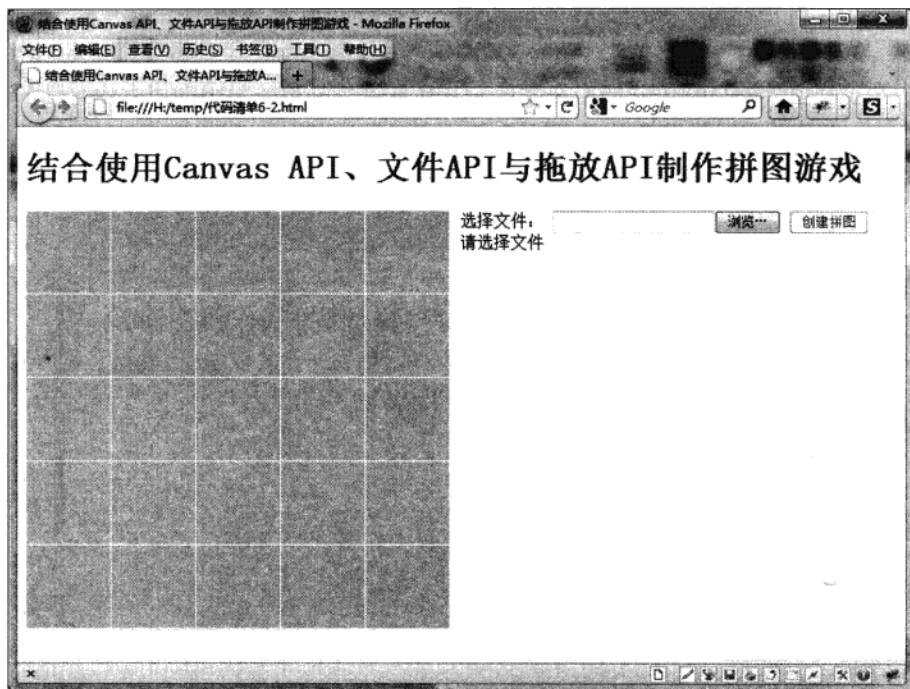 结合使用Canvas API、文件API与拖放API制作拼图游戏 - Mozilla Firefox
文件(F) 编辑(E) 查看(V) 历史(S) 书签(B) 工具(T) 帮助(H)
结合使用Canvas API、文件API与拖放A... +
file:///H:/temp/代码清单6-2.html Google
结合使用Canvas API、文件API与拖放API制作拼图游戏
选择文件： 浏览… 创建拼图
请选择文件